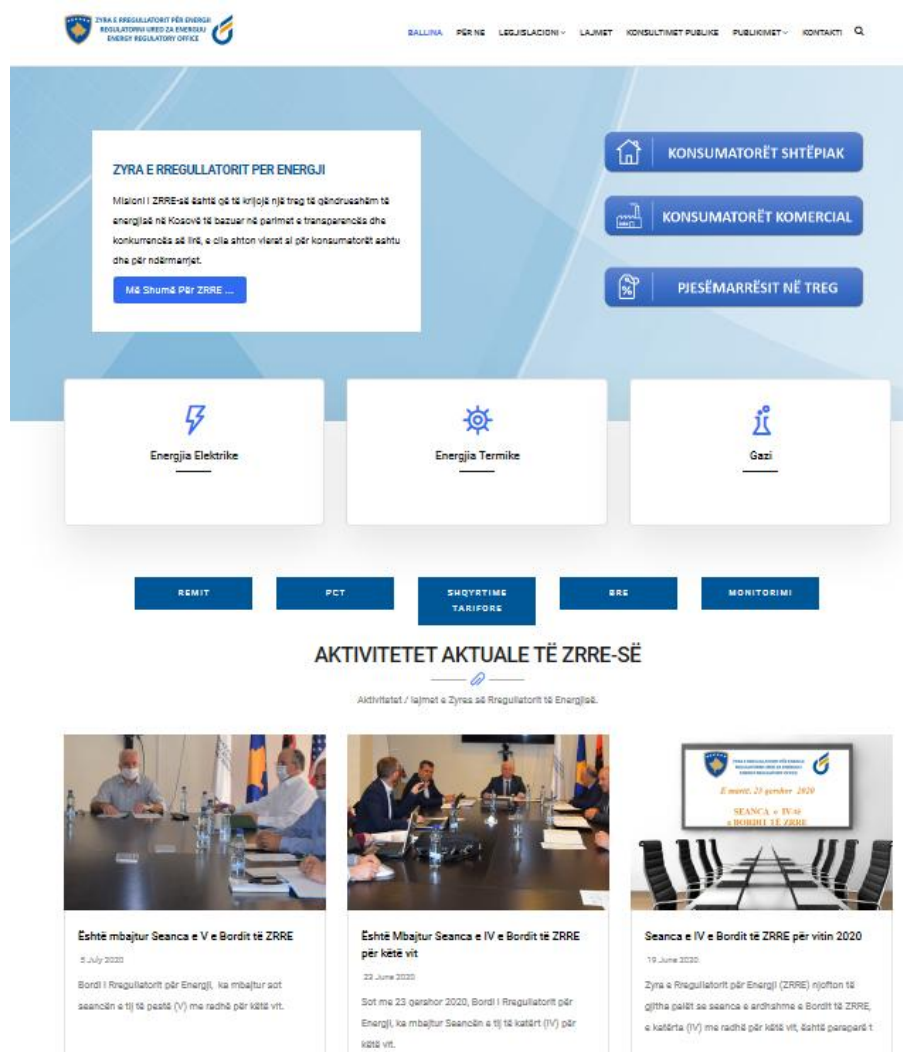 ZYRA E RREGULLATORIT PËR ENERGJI
REGULATORNI URED ZA ENERGIJU
ENERGY REGULATORY OFFICE
BALLINA PËR NE LEGJISLACIONI LAJMET KONSULTIMET PUBLIKE PUBLIKIMET KONTAKTI
ZYRA E RREGULLATORIT PER ENERGJI
Misioni i ZRRE-së është që të krijojë një treg të qëndrueshëm të
energjisë në Kosovë të bazuar në parimet e transparencës dhe
konkurrencës së lirë, e cila shton vlerat si për konsumatorët ashtu
dhe për ndërmarrjet.
Më Shumë Për ZRRE ...
KONSUMATORËT SHTËPIAK
KONSUMATORËT KOMERCIAL
PJESËMARRËSIT NË TREG
Energjia Elektrike
Energjia Termike
Gazi
REMIT
PCT
SHQYRTIME
TARIFORE
BRE
MONITORIMI
AKTIVITETET AKTUALE TË ZRRE-SË
Aktivitetet / lajmet e Zyres së Rregullatorit të Energjisë.
ZYRA E RREGULLATORIT PËR ENERGJI
REGULATORNI URED ZA ENERGIJU
ENERGY REGULATORY OFFICE
E martë, 23 qershor 2020
SEANCA e IV-të
e BORDIT TË ZRRE
Është mbajtur Seanca e V e Bordit të ZRRE
5 July 2020
Bordi i Rregullatorit për Energji, ka mbajtur sot
seancën e tij të pestë (V) me radhë për këtë vit.
Është Mbajtur Seanca e IV e Bordit të ZRRE
për këtë vit
23 June 2020
Sot me 23 qershor 2020, Bordi i Rregullatorit për
Energji, ka mbajtur Seancën e tij të katërt (IV) për
këtë vit.
Seanca e IV e Bordit të ZRRE për vitin 2020
19 June 2020
Zyra e Rregullatorit për Energji (ZRRE) njofton të
gjitha palët se seanca e ardhshme e Bordit të ZRRE,
e katërta (IV) me radhë për këtë vit, është paraparë t